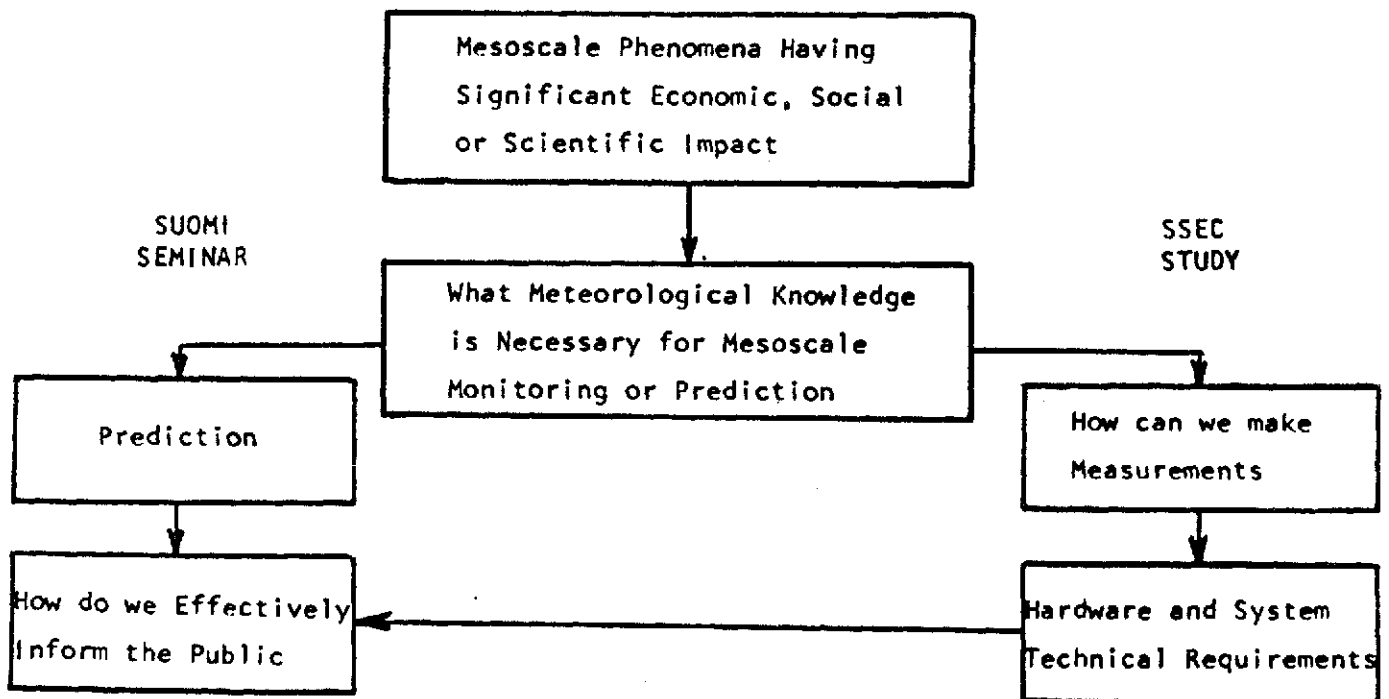 Mesoscale Phenomena Having
Significant Economic, Social
or Scientific Impact
SUOMI
SEMINAR
SSEC
STUDY
What Meteorological Knowledge
is Necessary for Mesoscale
Monitoring or Prediction
Prediction
How can we make
Measurements
How do we Effectively
Inform the Public
Hardware and System
Technical Requirements